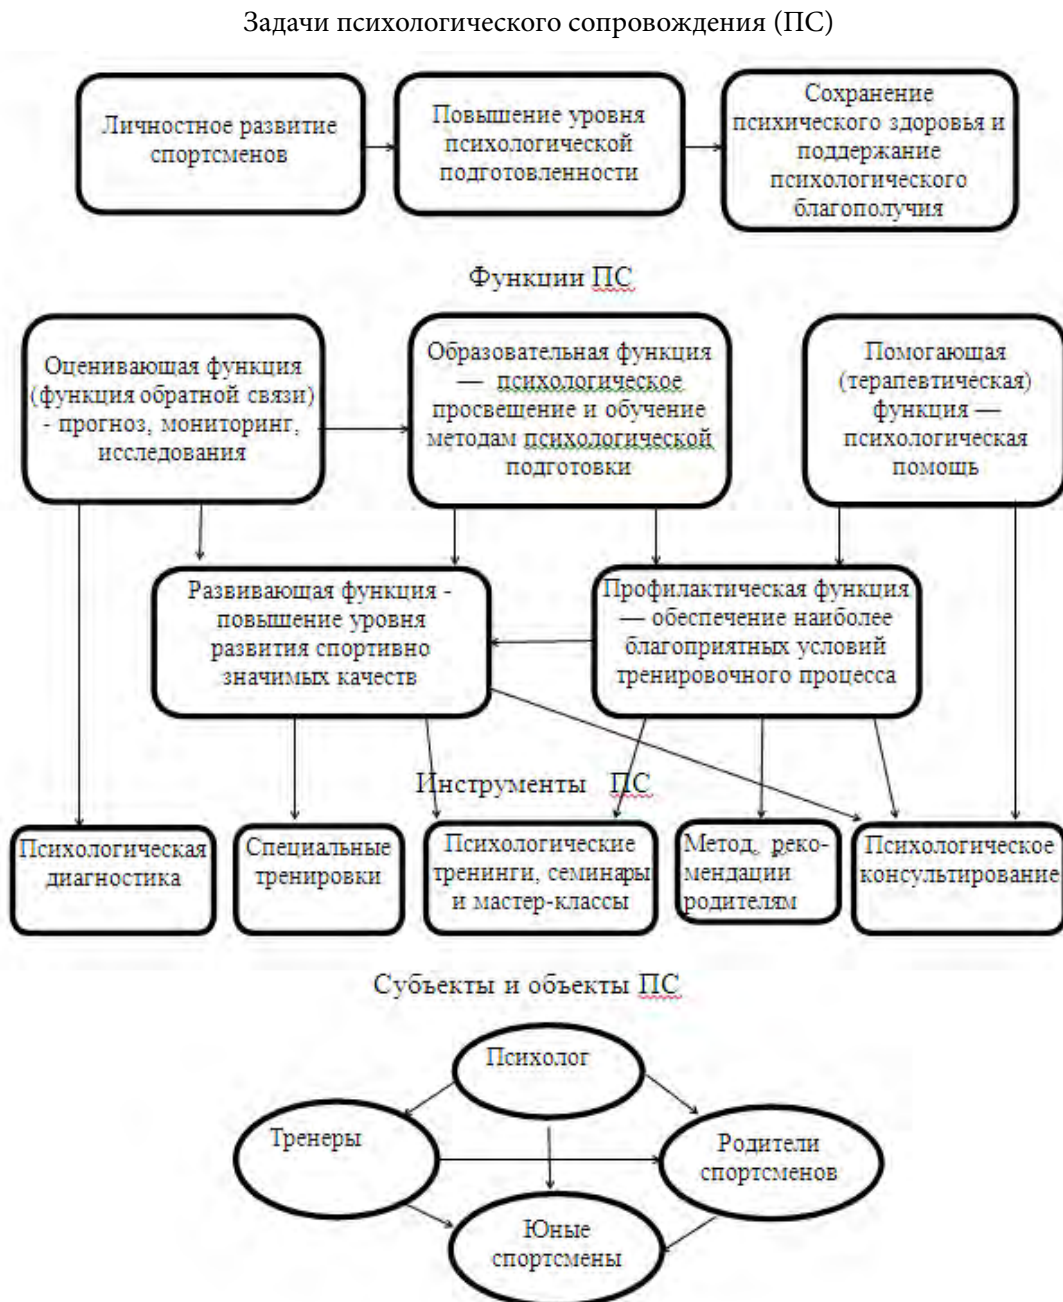 Задачи психологического сопровождения (ПС)
Личностное развитие
спортсменов
Повышение уровня
психологической
подготовленности
Сохранение
психического здоровья и
поддержание
психологического
благополучия
Функции ПС
Оценивающая функция
(функция обратной связи)
- прогноз, мониторинг,
исследования
Образовательная функция
— психологическое
просвещение и обучение
методам психологической
подготовки
Помогающая
(терапевтическая)
функция —
психологическая
помощь
Развивающая функция -
повышение уровня
развития спортивно
значимых качеств
Профилактическая функция
— обеспечение наиболее
благоприятных условий
тренировочного процесса
Инструменты ПС
Психологическая
диагностика
Специальные
тренировки
Психологические
тренинги, семинары
и мастер-классы
Метод, реко-
мендации
родителям
Психологическое
консультирование
Субъекты и объекты ПС
Психолог
Тренеры
Родители
спортсменов
Юные
спортсмены